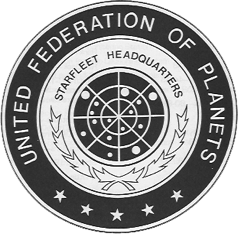 UNITED FEDERATION OF PLANETS
STARFLEET HEADQUARTERS